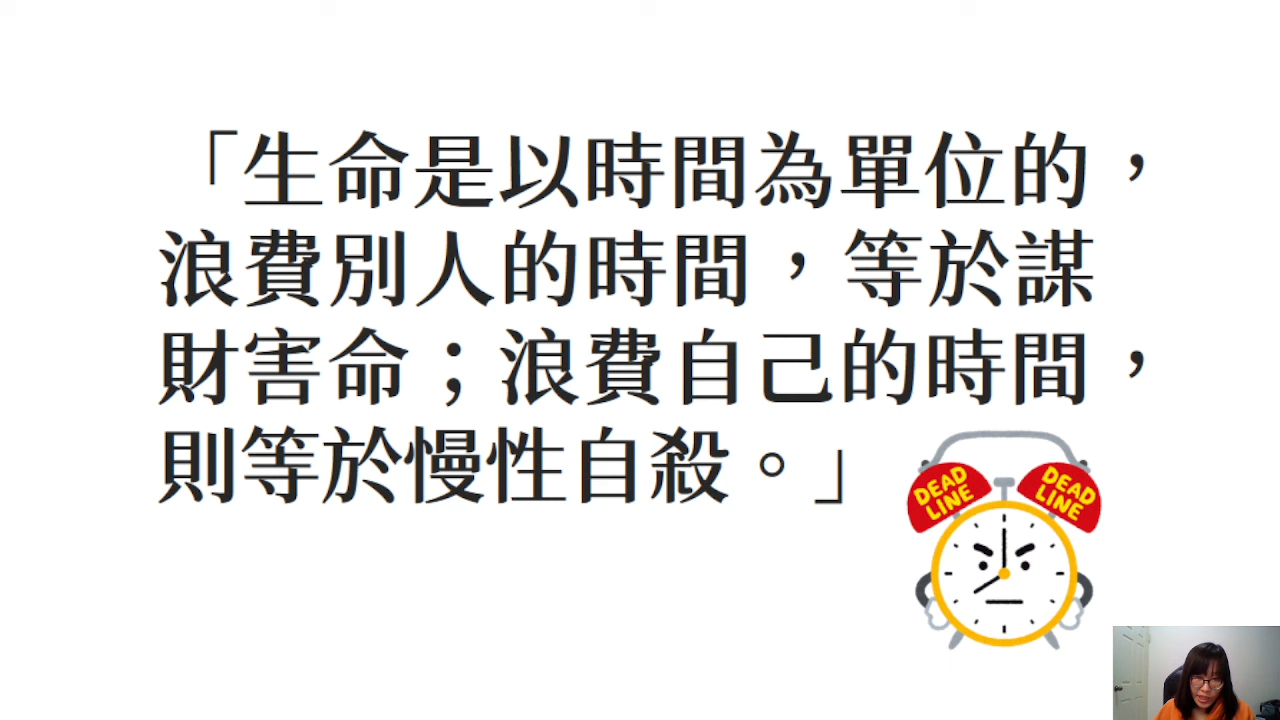 「生命是以時間為單位的，
浪費別人的時間，等於謀
財害命；浪費自己的時間，
則等於慢性自殺。」
DEAD
LINE
DEAD
LINE